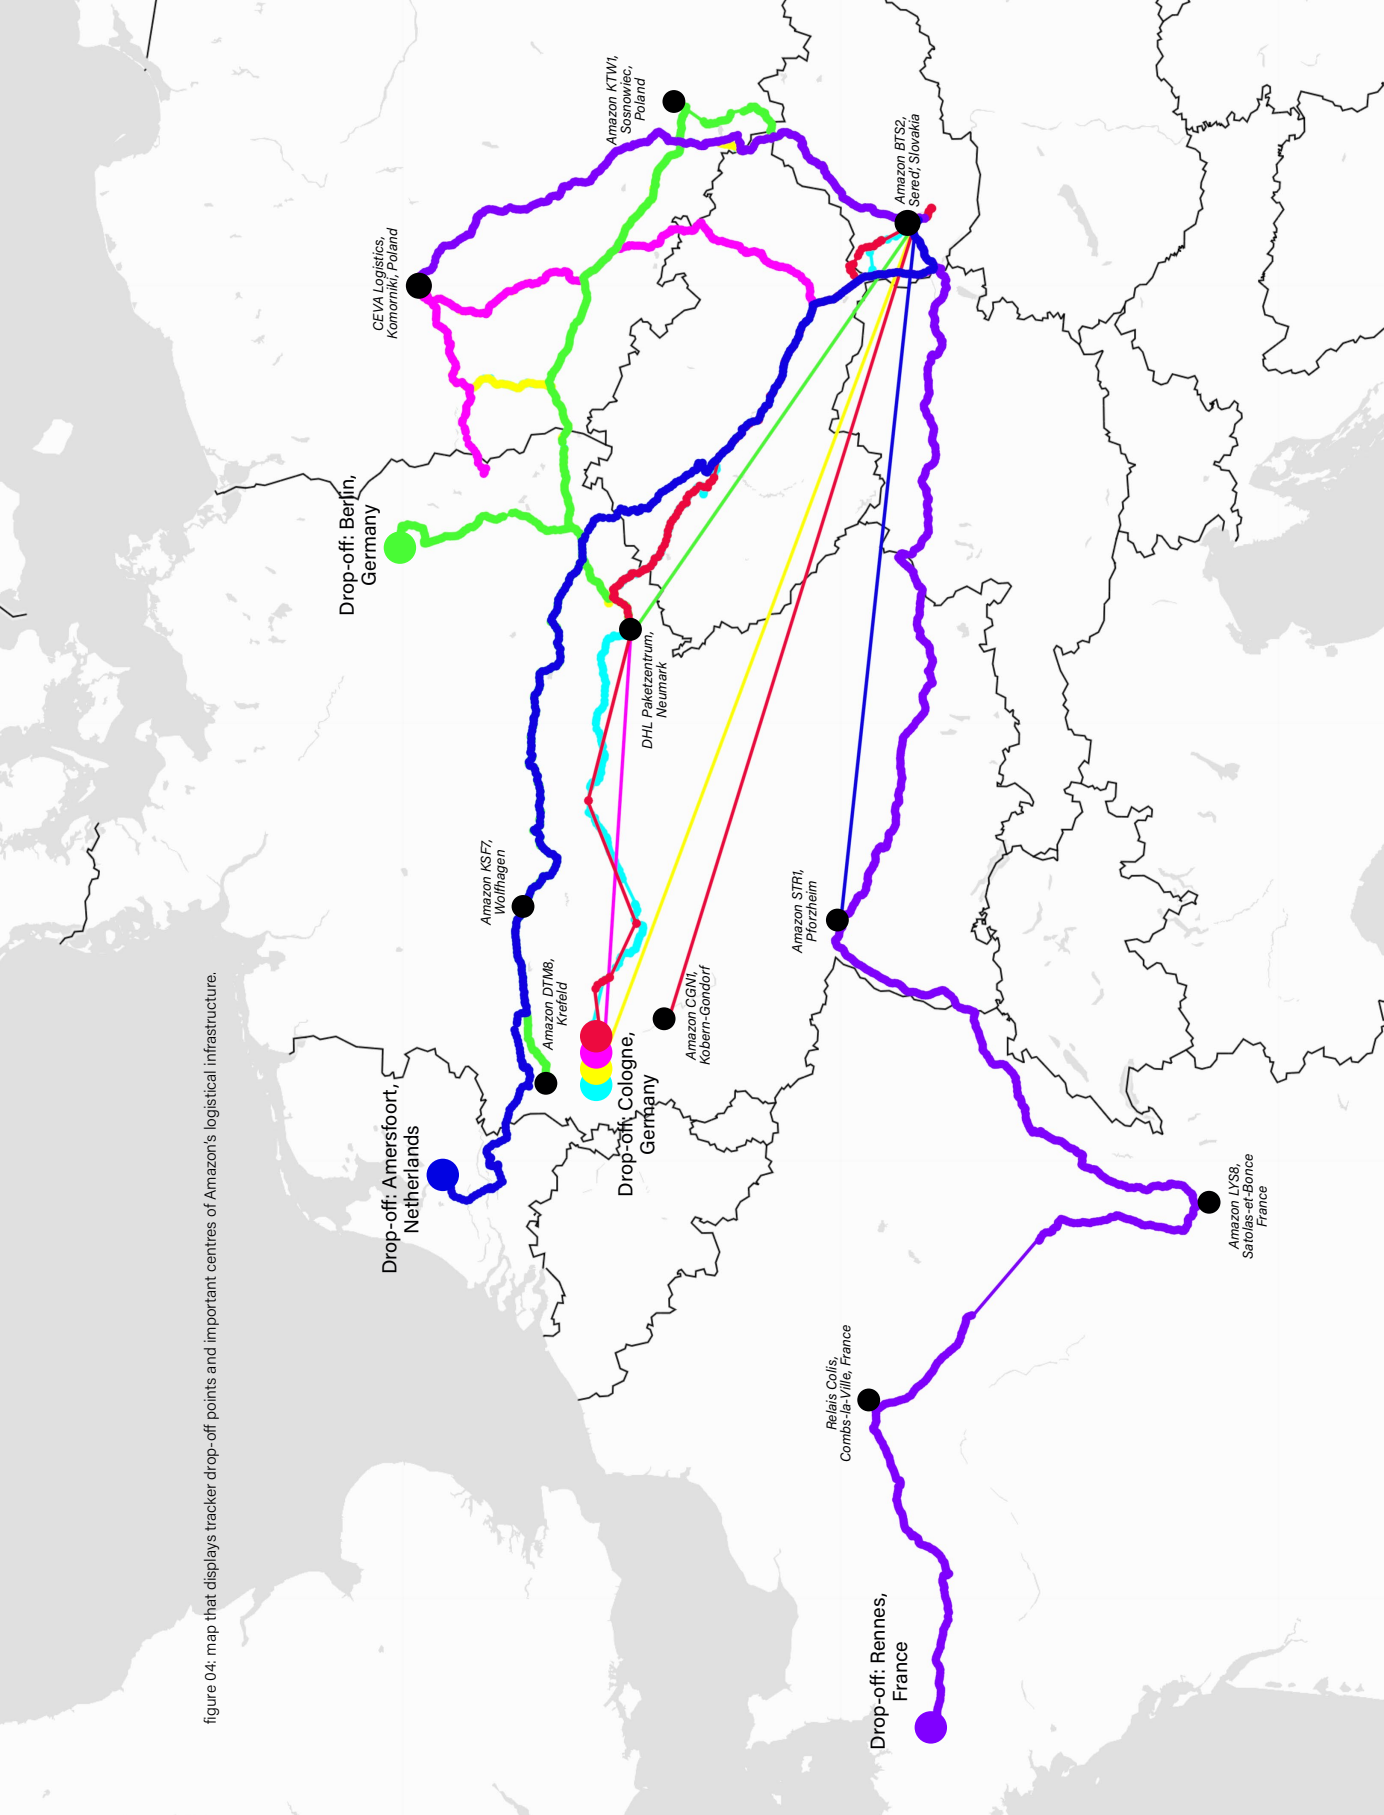 figure 04: map that displays tracker drop-off points and important centres of Amazon's logistical infrastructure.
Drop-off: Berlin,
Germany
CEVA Logistics,
Komorniki, Poland
Drop-off: Amersfoort,
Netherlands
Amazon KSF7,
Wolfhagen
Amazon DTM8,
Krefeld
Amazon KTW1,
Sosnowiec,
Poland
Drop-off: Cologne,
Germany
DHL Paketzentrum,
Neumark
Amazon CGN1,
Kobern-Gondorf
Amazon STR1,
Pforzheim
Relais Colis,
Combs-la-Ville, France
Drop-off: Rennes,
France
Amazon BTS2,
Sereď, Slovakia
Amazon LYS8,
Satolas-et-Bonce
France